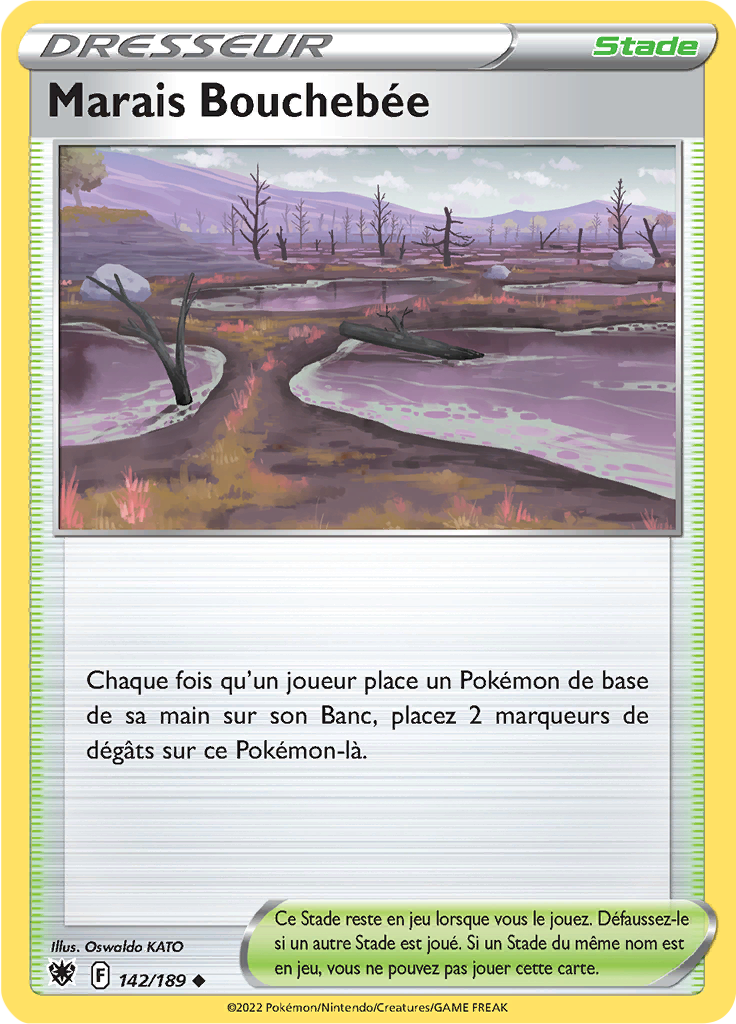 DRESSEUR
Stade
Marais Bouchebée
Chaque fois qu'un joueur place un Pokémon de base
de sa main sur son Banc, placez 2 marqueurs de
dégâts sur ce Pokémon-là.
Ce Stade reste en jeu lorsque vous le jouez. Défaussez-le
si un autre Stade est joué. Si un Stade du même nom est
en jeu, vous ne pouvez pas jouer cette carte.
Illus. Oswaldo KATO
F 142/189
©2022 Pokémon/Nintendo/Creatures/GAME FREAK